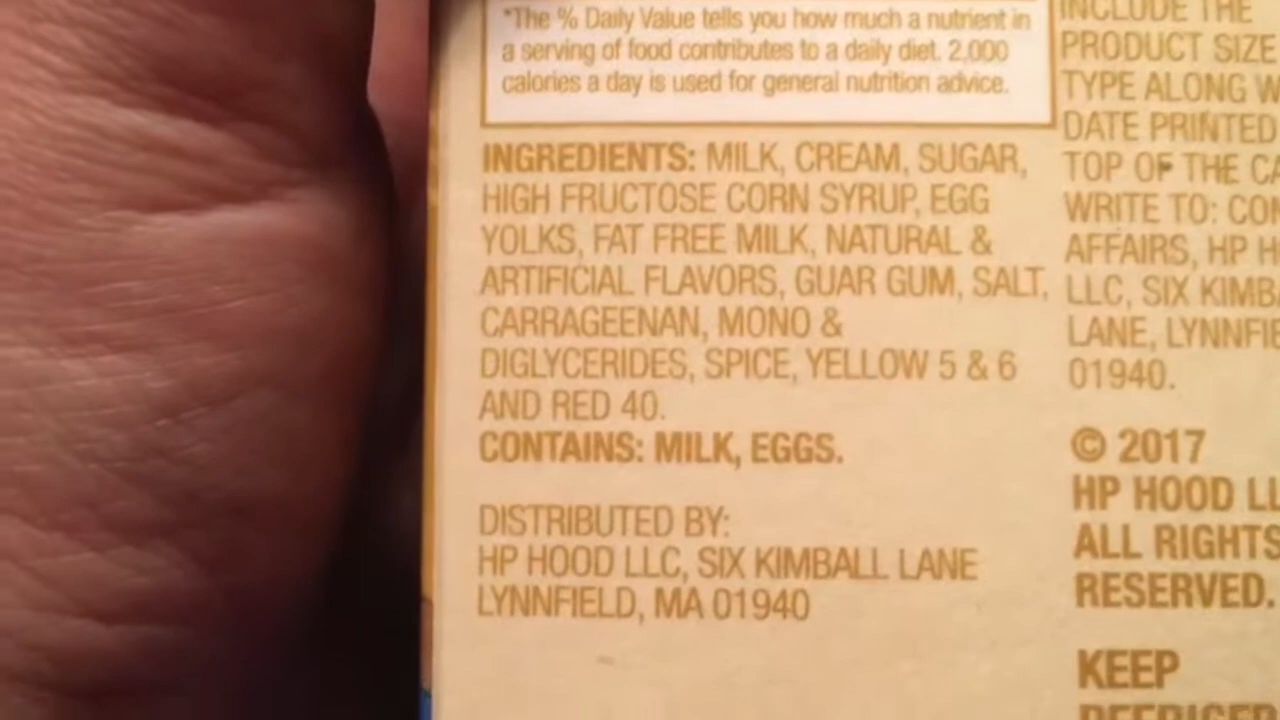 *The % Daily Value tells you how much a nutrient in
a serving of food contributes to a daily diet. 2,000
calories a day is used for general nutrition advice.
INGREDIENTS: MILK, CREAM, SUGAR,
HIGH FRUCTOSE CORN SYRUP, EGG
YOLKS, FAT FREE MILK, NATURAL &
ARTIFICIAL FLAVORS, GUAR GUM, SALT,
CARRAGEENAN, MONO &
DIGLYCERIDES, SPICE, YELLOW 5 & 6
AND RED 40.
CONTAINS: MILK, EGGS.
DISTRIBUTED BY:
HP HOOD LLC, SIX KIMBALL LANE
LYNNFIELD, MA 01940
INCLUDE THE
PRODUCT SIZE
TYPE ALONG
DATE PRINTED
TOP OF THE
WRITE TO:
AFFAIRS, HP
LLC, SIX
LANE,
01940.
© 2017
HP HOOD
ALL RIGHTS
RESERVED.
KEEP